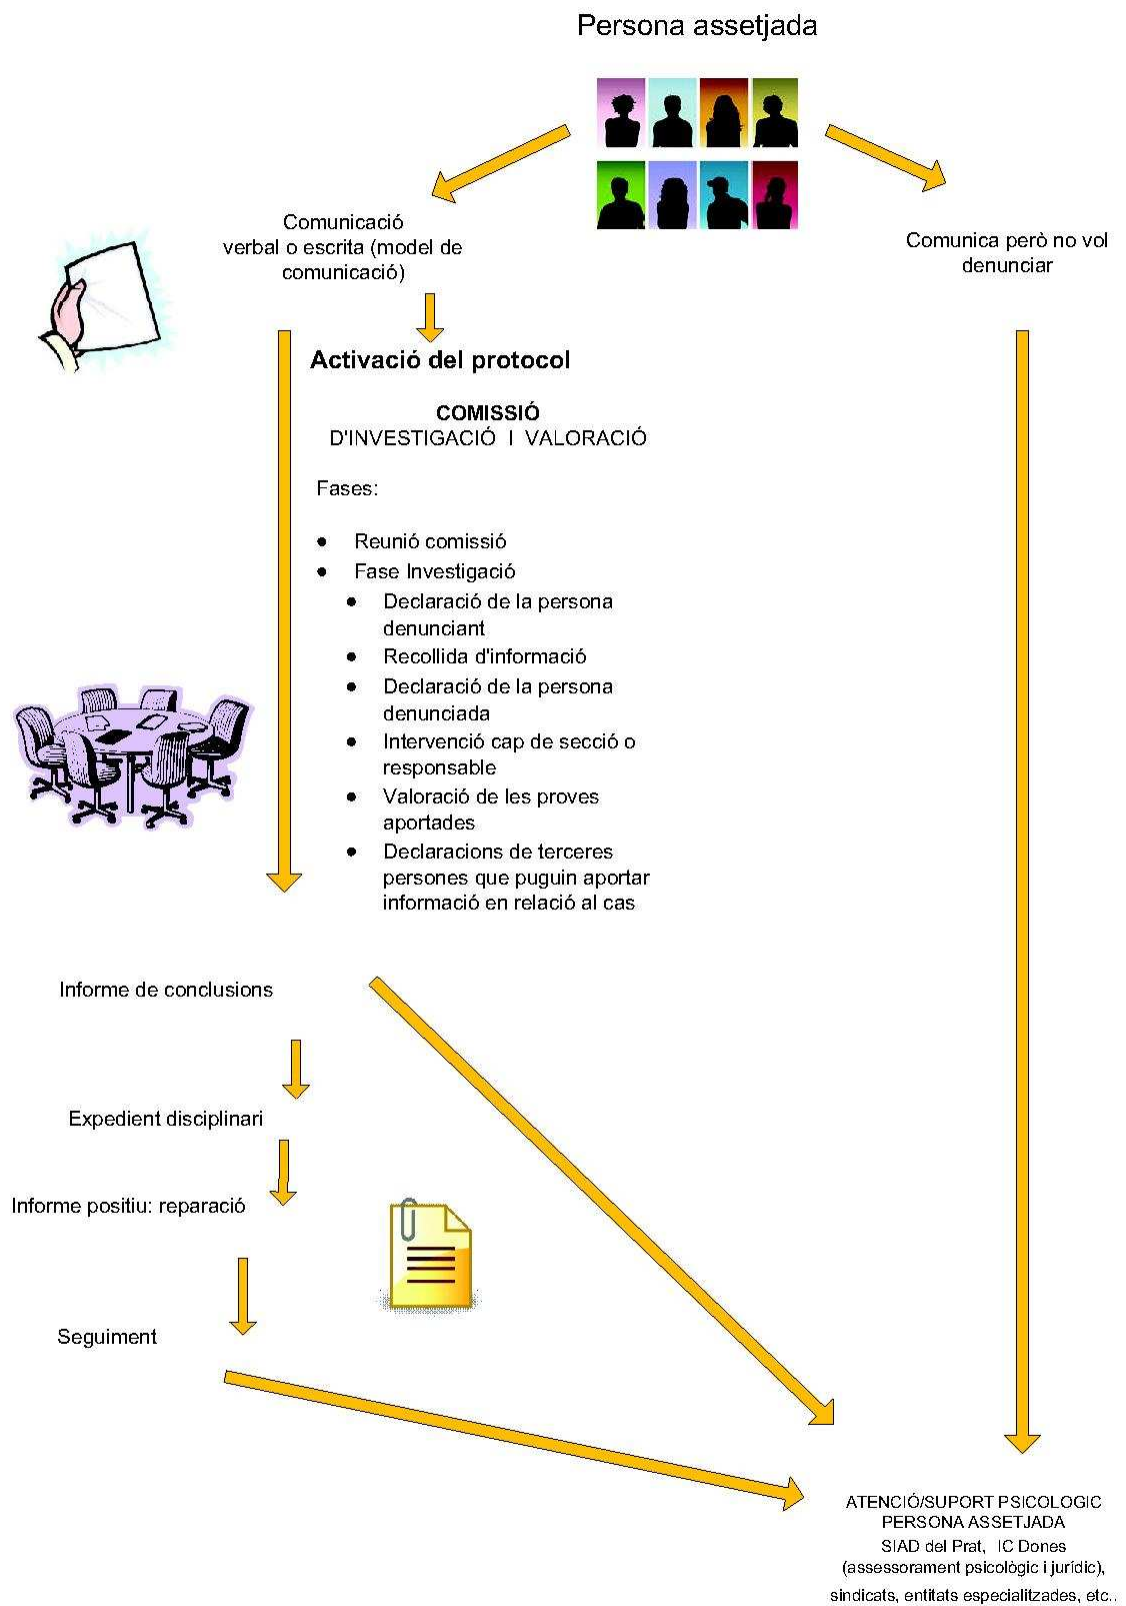 Persona assetjada
Comunicació
verbal o escrita (model de
comunicació)
Comunica però no vol
denunciar
Activació del protocol
COMISSIÓ
D'INVESTIGACIÓ I VALORACIÓ
Fases:
● Reunió comissió
● Fase Investigació
● Declaració de la persona
denunciant
● Recollida d'informació
● Declaració de la persona
denunciada
● Intervenció cap de secció o
responsable
● Valoració de les proves
aportades
● Declaracions de terceres
persones que puguin aportar
informació en relació al cas
Informe de conclusions
Expedient disciplinari
Informe positiu: reparació
Seguiment
ATENCIÓ/SUPORT PSICOLOGIC
PERSONA ASSETJADA
SIAD del Prat, IC Dones
(assessorament psicològic i jurídic),
sindicats, entitats especialitzades, etc..